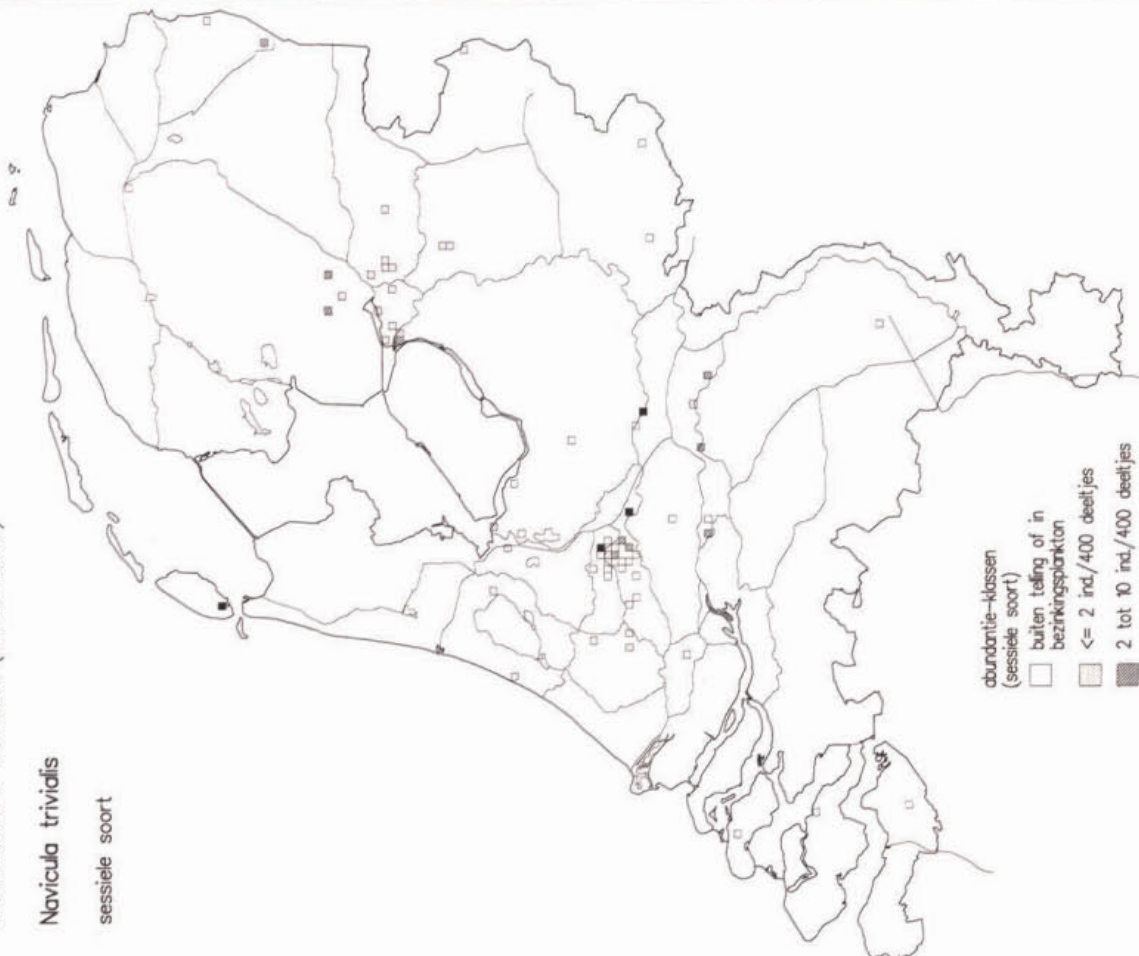 Navicula trivialis
sessiele soort
abundantie-klassen
(sessiele soort)
buiten telling of in
bezinkingsplankton
<= 2 ind./400 deeltjes
2 tot 10 ind./400 deeltjes